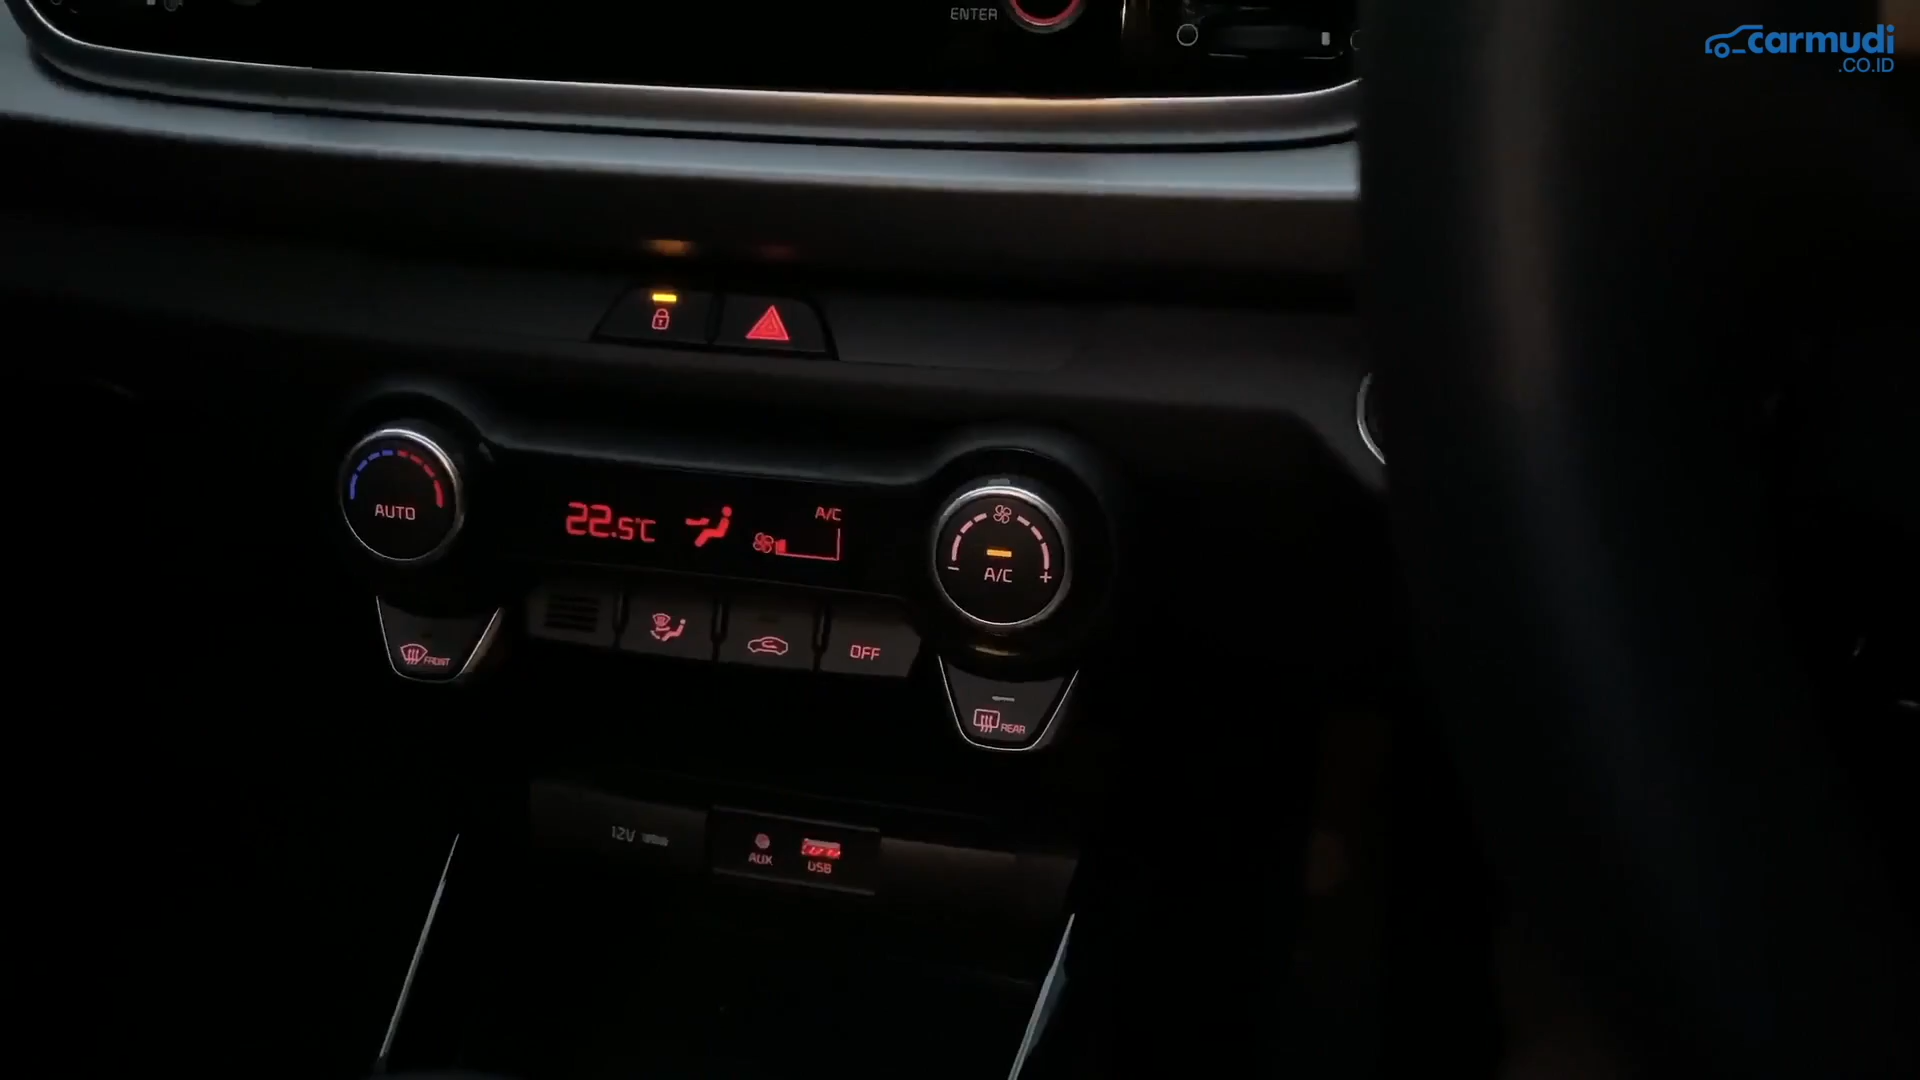 ENTER
carmudi
.CO.ID
AUTO
22.5°C
A/C
A/C
- +
FRONT
OFF
REAR
12V
AUX
USB